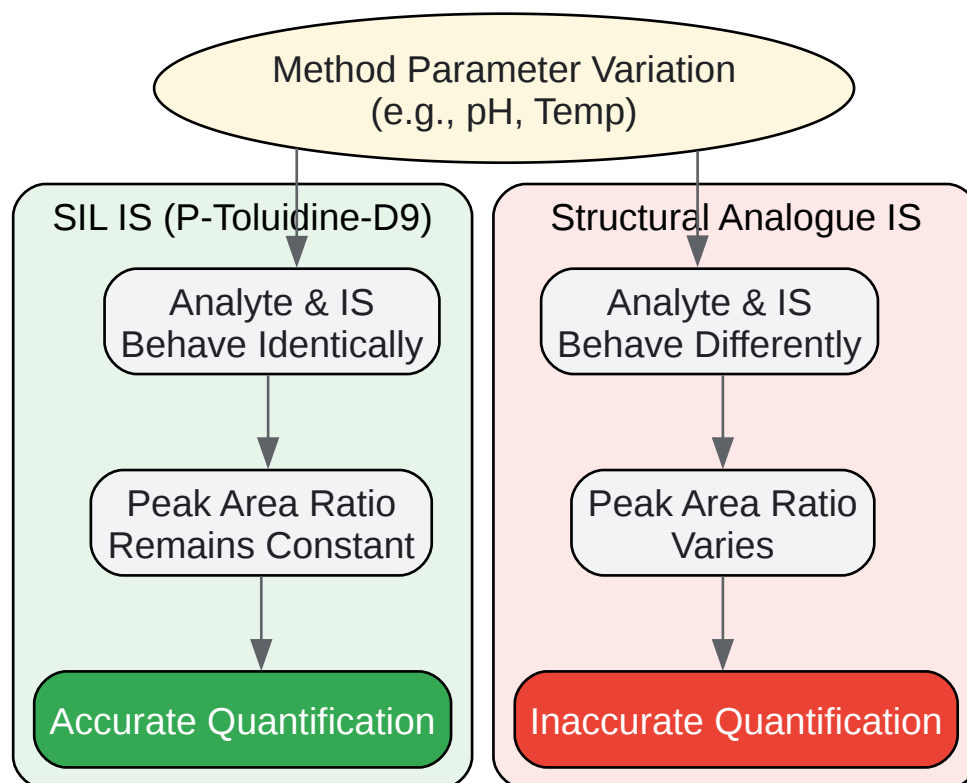 Method Parameter Variation
(e.g., pH, Temp)
SIL IS (P-Toluidine-D9)
Analyte & IS
Behave Identically
Peak Area Ratio
Remains Constant
Accurate Quantification
Structural Analogue IS
Analyte & IS
Behave Differently
Peak Area Ratio
Varies
Inaccurate Quantification